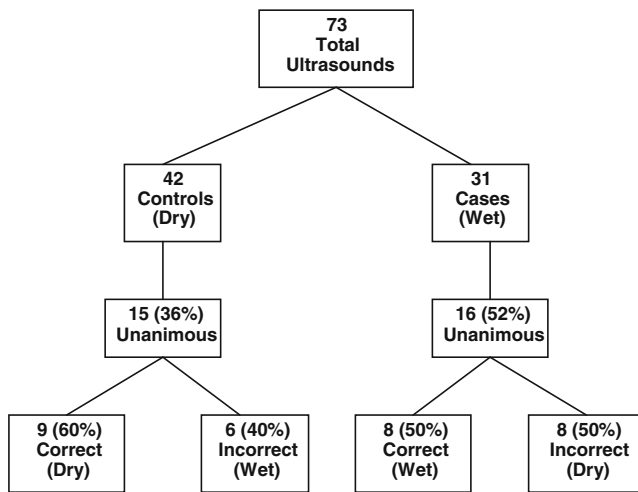 73
Total
Ultrasounds
42
Controls
(Dry)
31
Cases
(Wet)
15 (36%)
Unanimous
16 (52%)
Unanimous
9 (60%)
Correct
(Dry)
6 (40%)
Incorrect
(Wet)
8 (50%)
Correct
(Wet)
8 (50%)
Incorrect
(Dry)